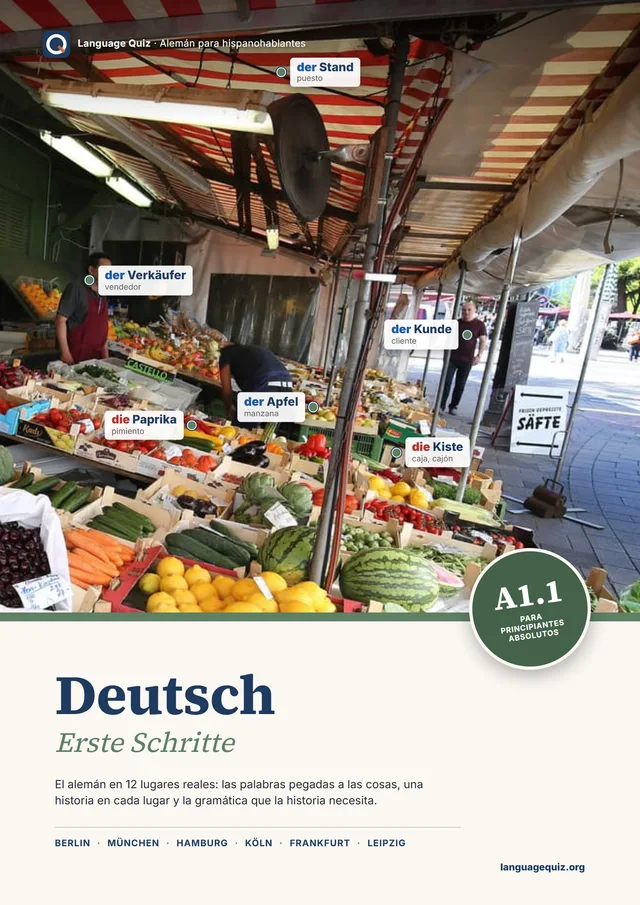 Language Quiz · Alemán para hispanohablantes
der Stand
puesto
der Verkäufer
vendedor
der Kunde
cliente
CASTELLO
der Apfel
manzana
die Paprika
pimiento
FRISCH GEPRESSTE
SÄFTE
die Kiste
caja, cajón
A1.1
PARA
PRINCIPIANTES
ABSOLUTOS
Deutsch
Erste Schritte
El alemán en 12 lugares reales: las palabras pegadas a las cosas, una
historia en cada lugar y la gramática que la historia necesita.
BERLIN · MÜNCHEN · HAMBURG · KÖLN · FRANKFURT · LEIPZIG
languagequiz.org